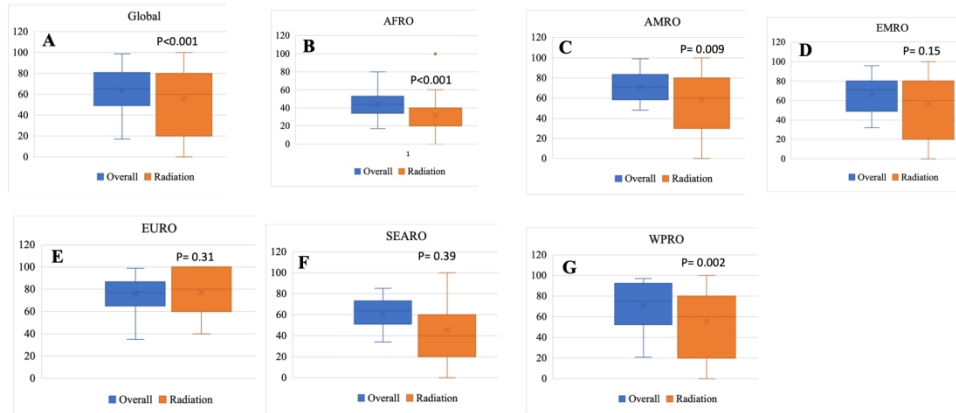 Global
A
P<0.001
120
100
80
60
40
20
0
Overall Radiation
AFRO
B
P<0.001
120
100
80
60
40
20
0
1
Overall Radiation
AMRO
C
P= 0.009
120
100
80
60
40
20
0
Overall Radiation
EMRO
D
P= 0.15
120
100
80
60
40
20
0
Overall Radiation
EURO
E
P= 0.31
120
100
80
60
40
20
0
Overall Radiation
SEARO
F
P= 0.39
120
100
80
60
40
20
0
Overall Radiation
WPRO
G
P= 0.002
120
100
80
60
40
20
0
Overall Radiation